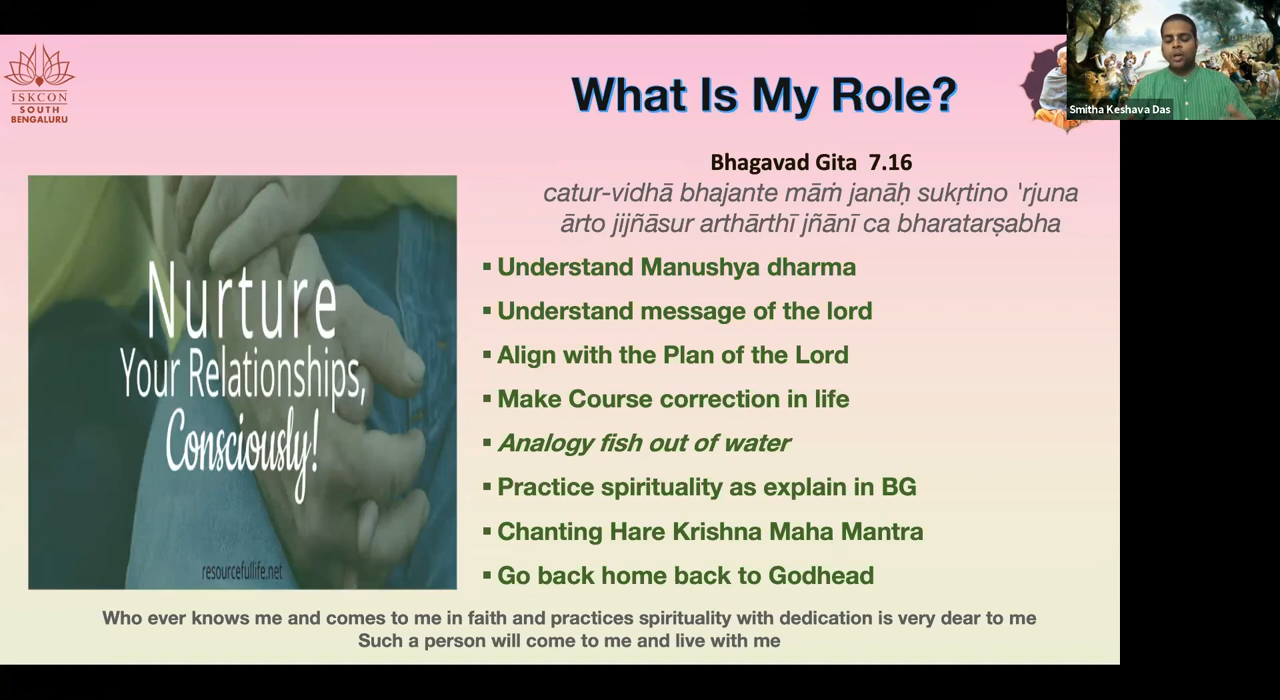 ISKCON
SOUTH
BENGALURU
What Is My Role?
Smitha Keshava Das
Bhagavad Gita 7.16
catur-vidhā bhajante māṁ janāḥ sukṛtino 'rjuna
ārto jijñāsur arthārthī jñānī ca bharatarṣabha
▪ Understand Manushya dharma
▪ Understand message of the lord
▪ Align with the Plan of the Lord
▪ Make Course correction in life
▪ Analogy fish out of water
▪ Practice spirituality as explain in BG
▪ Chanting Hare Krishna Maha Mantra
▪ Go back home back to Godhead
Nurture
Your Relationships,
Consciously!
resourcefullife.net
Who ever knows me and comes to me in faith and practices spirituality with dedication is very dear to me
Such a person will come to me and live with me